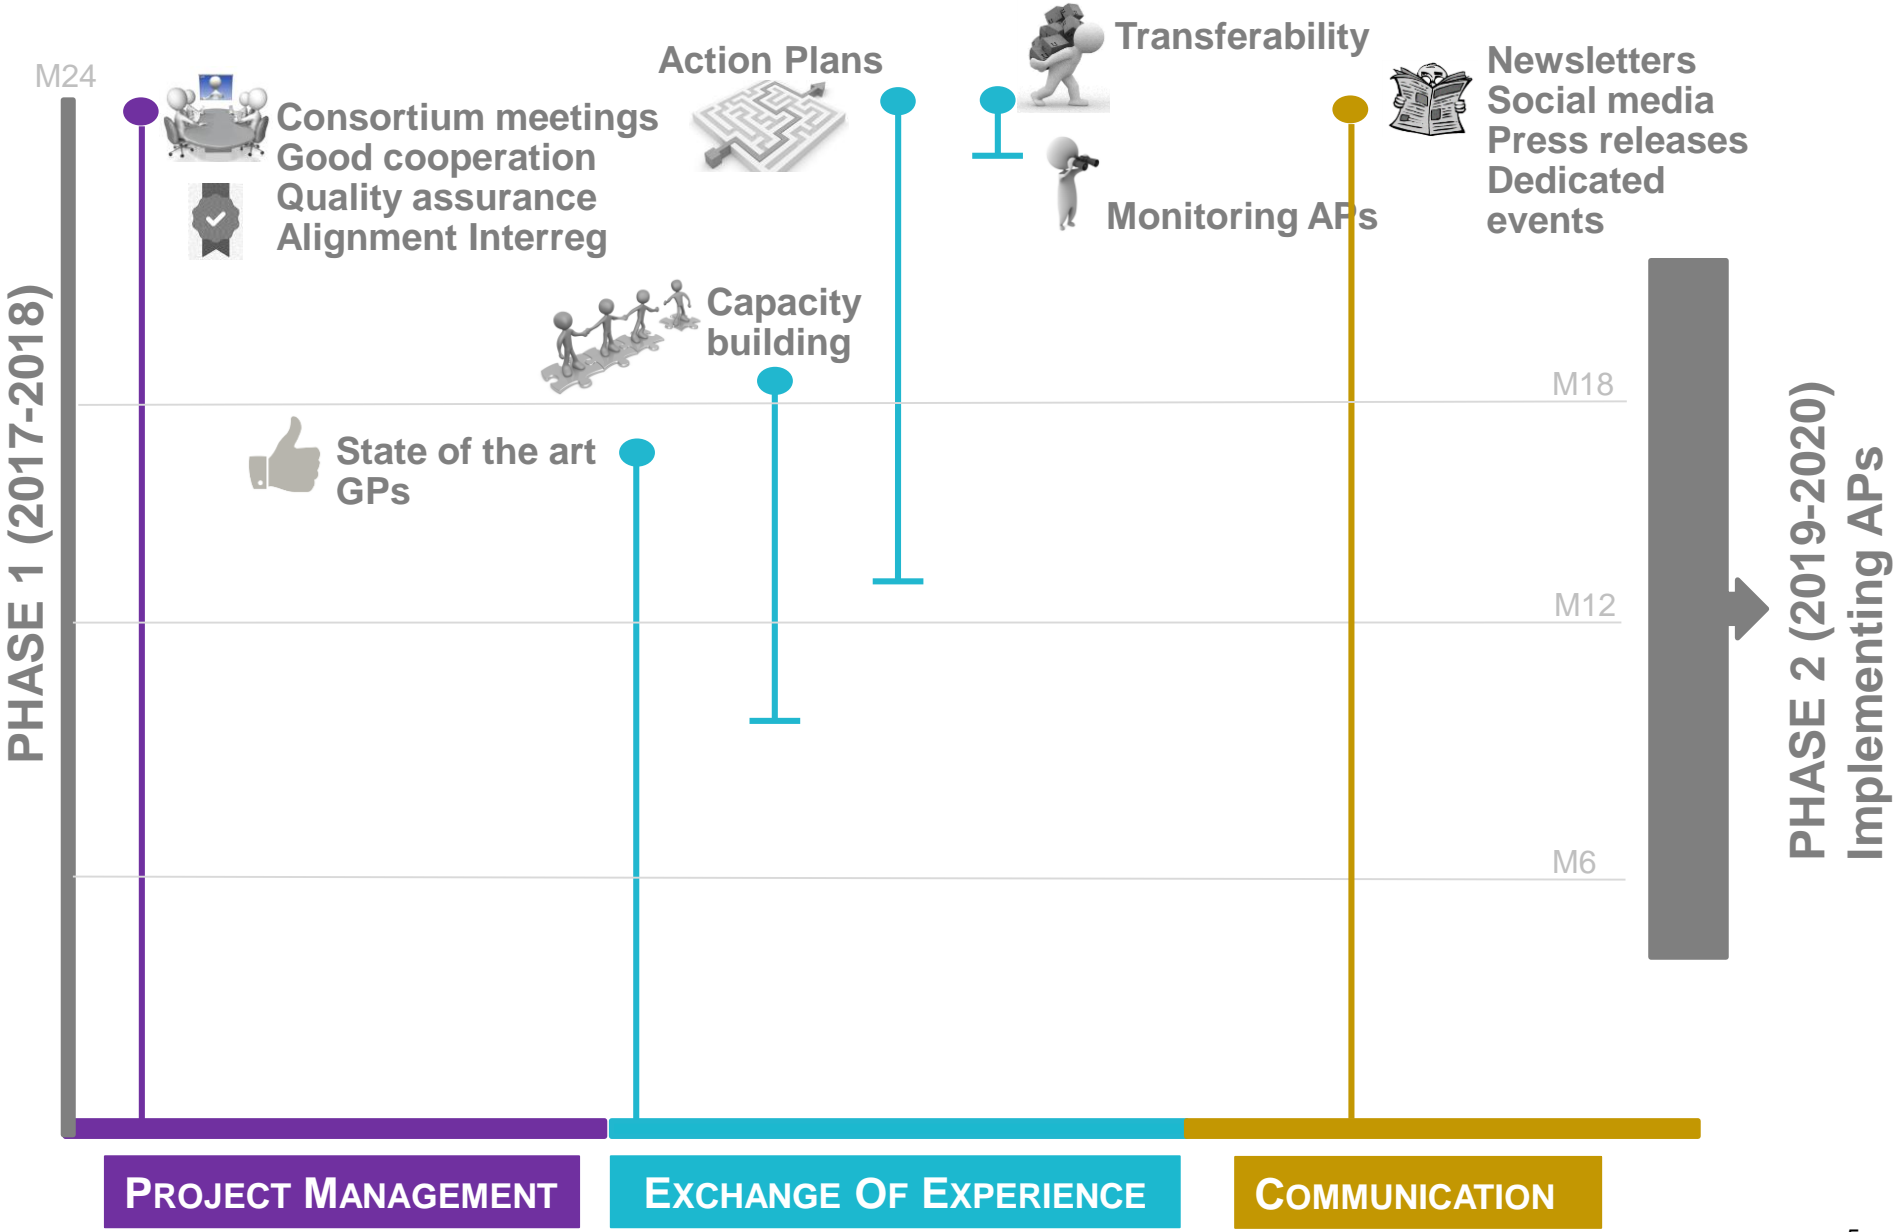 M24
Consortium meetings
Good cooperation
Quality assurance
Alignment Interreg
Action Plans
Transferability
Monitoring APs
Newsletters
Social media
Press releases
Dedicated
events
Capacity
building
State of the art
GPs
M18
M12
M6
PHASE 1 (2017-2018)
PHASE 2 (2019-2020)
Implementing APs
PROJECT MANAGEMENT
EXCHANGE OF EXPERIENCE
COMMUNICATION